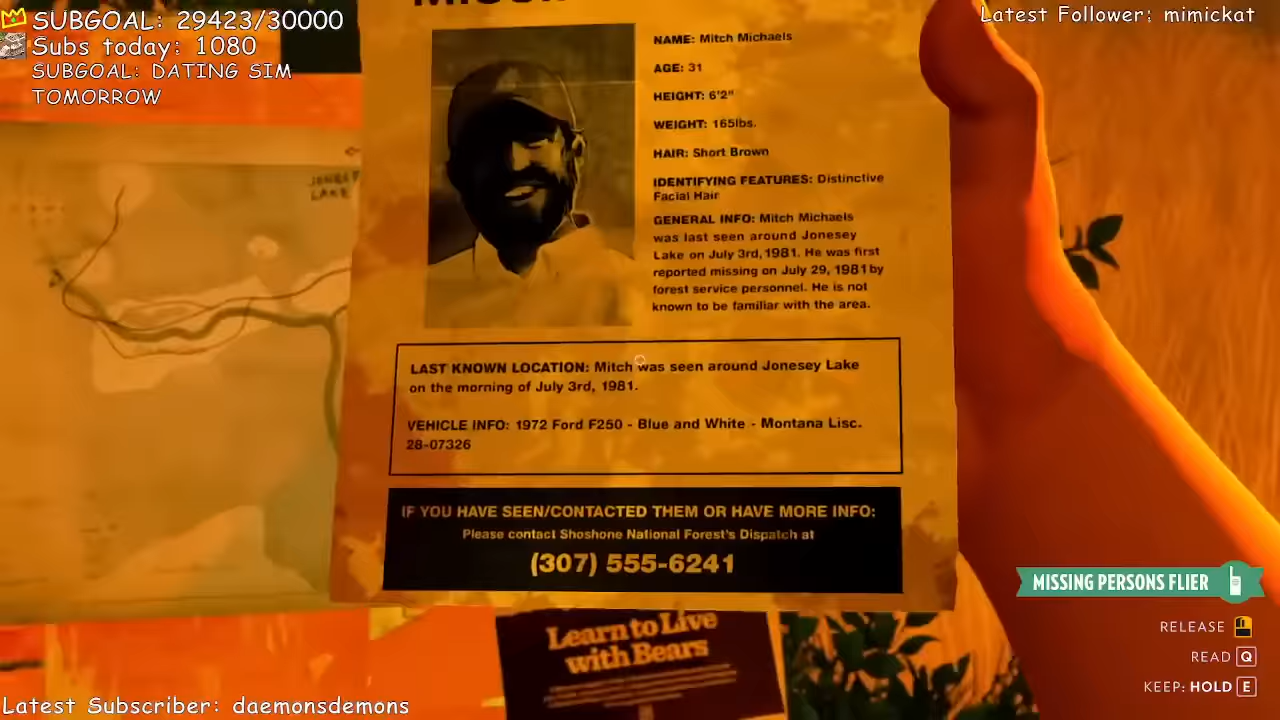 SUBGOAL: 29423/30000
Subs today: 1080
SUBGOAL: DATING SIM
TOMORROW
Latest Follower: mimickat
JONESEY
LAKE
NAME: Mitch Michaels
AGE: 31
HEIGHT: 6'2"
WEIGHT: 165lbs.
HAIR: Short Brown
IDENTIFYING FEATURES: Distinctive
Facial Hair
GENERAL INFO: Mitch Michaels
was last seen around Jonesey
Lake on July 3rd, 1981. He was first
reported missing on July 29, 1981 by
forest service personnel. He is not
known to be familiar with the area.
LAST KNOWN LOCATION: Mitch was seen around Jonesey Lake
on the morning of July 3rd, 1981.
VEHICLE INFO: 1972 Ford F250 - Blue and White - Montana Lisc.
28-07326
IF YOU HAVE SEEN/CONTACTED THEM OR HAVE MORE INFO:
Please contact Shoshone National Forest's Dispatch at
(307) 555-6241
MISSING PERSONS FLIER
RELEASE
READ Q
KEEP: HOLD E
Learn to Live
with Bears
Latest Subscriber: daemonsdemons